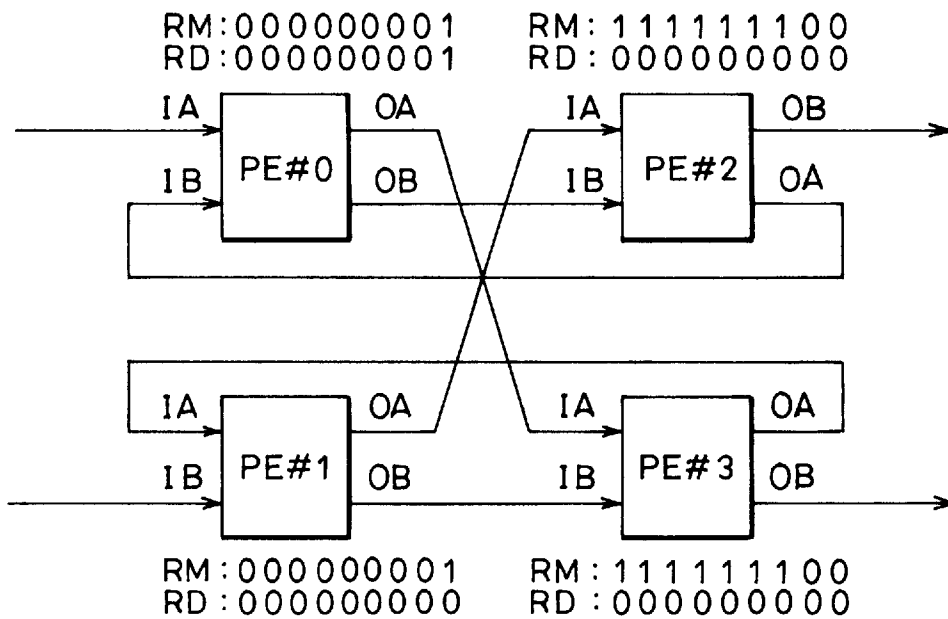 RM:000000001 RM:111111100
RD:000000001 RD:000000000
IA OA IA OB
PE#0 PE#2
IB OB IB OA
IA OA IA OA
PE#1 PE#3
IB OB IB OB
RM:000000001 RM:111111100
RD:000000000 RD:000000000